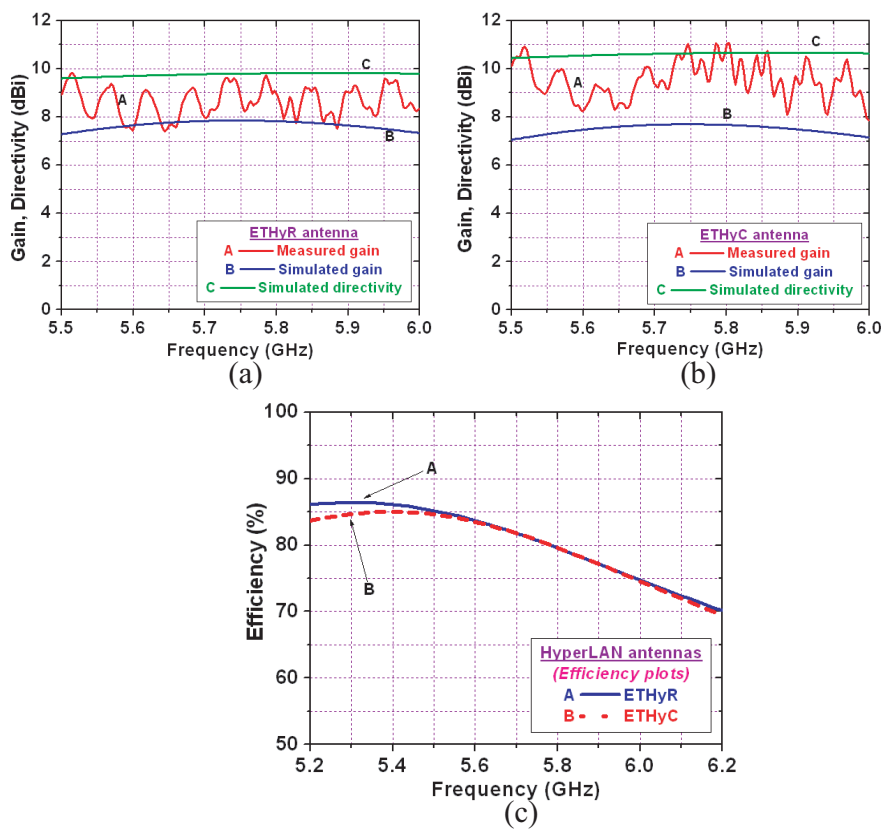 12
10
8
6
4
2
0
Gain, Directivity (dBi)
C
A
B
ETHyR antenna
A Measured gain
B Simulated gain
C Simulated directivity
5.5 5.6 5.7 5.8 5.9 6.0
Frequency (GHz)
(a)
12
10
8
6
4
2
0
Gain, Directivity (dBi)
C
A
B
ETHyC antenna
A Measured gain
B Simulated gain
C Simulated directivity
5.5 5.6 5.7 5.8 5.9 6.0
Frequency (GHz)
(b)
100
90
80
70
60
50
Efficiency (%)
A
B
HyperLAN antennas
(Efficiency plots)
A ETHyR
B ETHyC
5.2 5.4 5.6 5.8 6.0 6.2
Frequency (GHz)
(c)